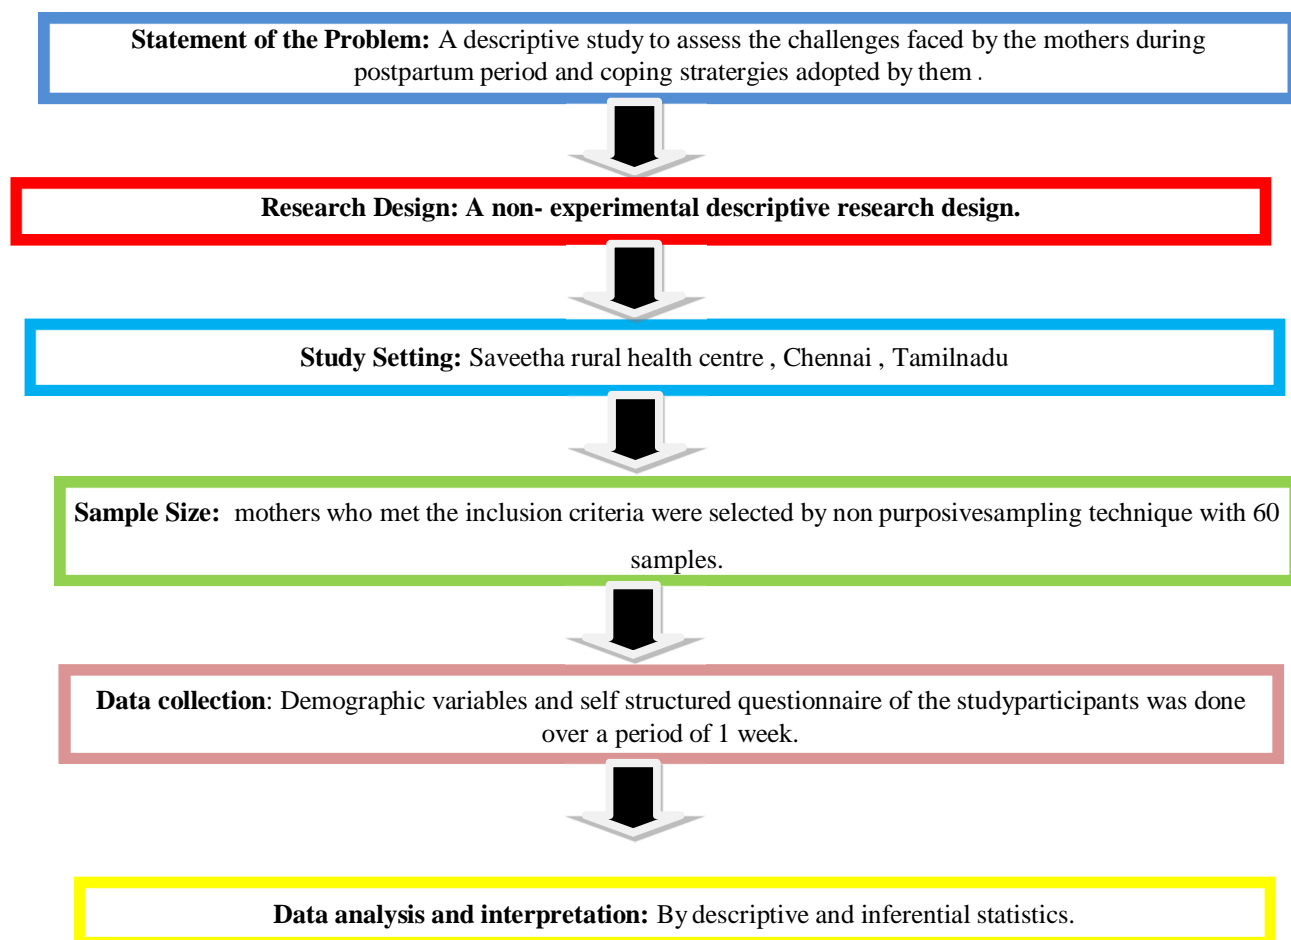 Statement of the Problem: A descriptive study to assess the challenges faced by the mothers during
postpartum period and coping stratergies adopted by them .
Research Design: A non- experimental descriptive research design.
Study Setting: Saveetha rural health centre , Chennai , Tamilnadu
Sample Size: mothers who met the inclusion criteria were selected by non purposivesampling technique with 60
samples.
Data collection: Demographic variables and self structured questionnaire of the studyparticipants was done
over a period of 1 week.
Data analysis and interpretation: By descriptive and inferential statistics.